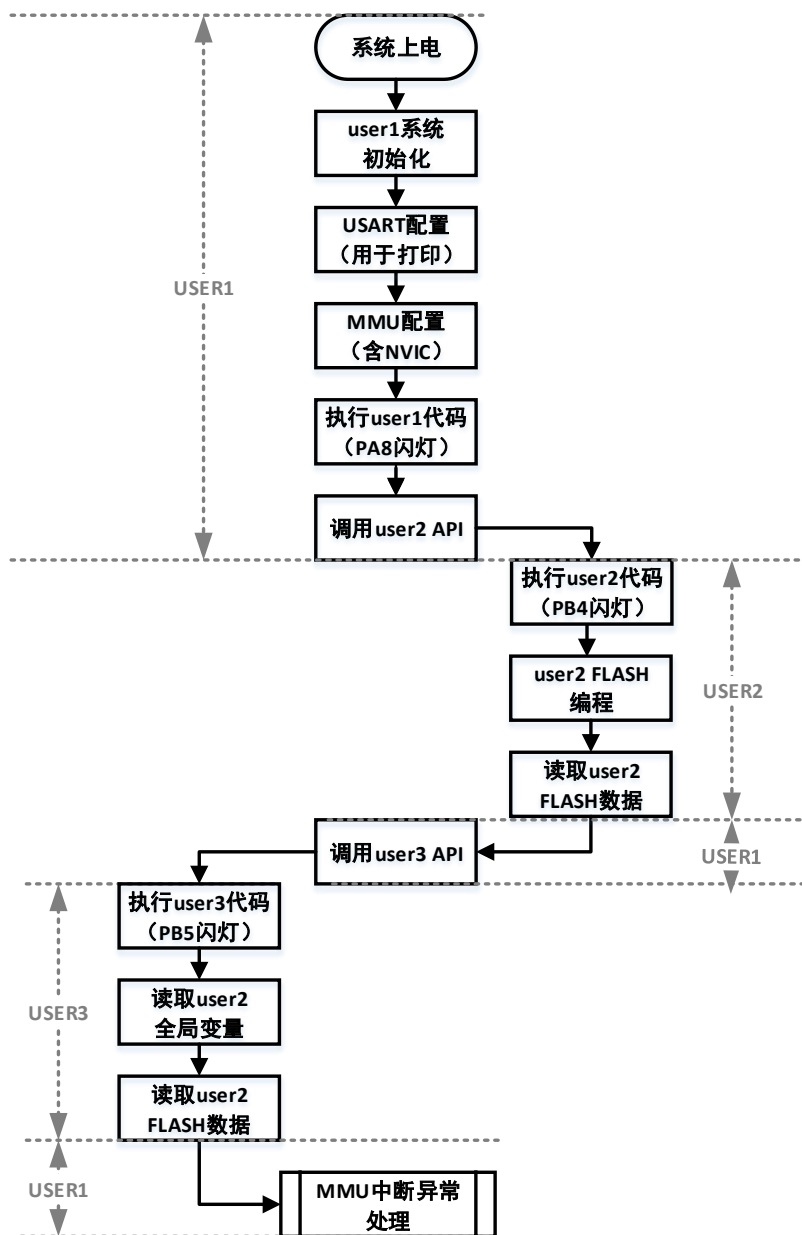 系统上电
user1系统
初始化
USART配置
（用于打印）
USER1
MMU配置
（含NVIC）
执行user1代码
（PA8闪灯）
调用user2 API
执行user2代码
（PB4闪灯）
user2 FLASH
编程
USER2
读取user2
FLASH数据
调用user3 API
USER1
执行user3代码
（PB5闪灯）
读取user2
全局变量
USER3
读取user2
FLASH数据
USER1
MMU中断异常
处理